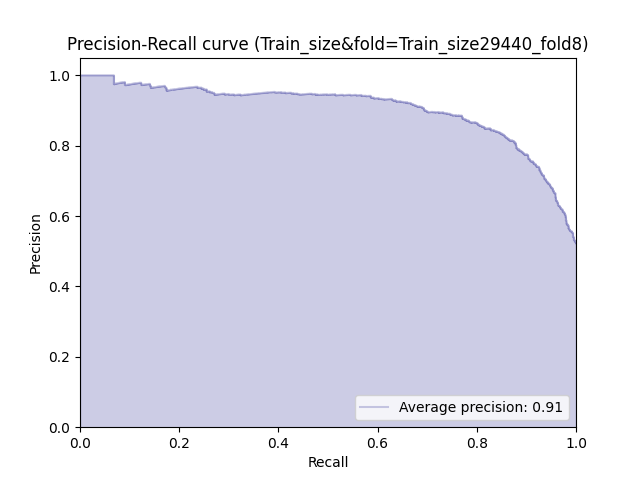 Precision-Recall curve (Train_size&fold=Train_size29440_fold8)
1.0
0.8
0.6
0.4
0.2
0.0
Precision
Average precision: 0.91
0.0 0.2 0.4 0.6 0.8 1.0
Recall